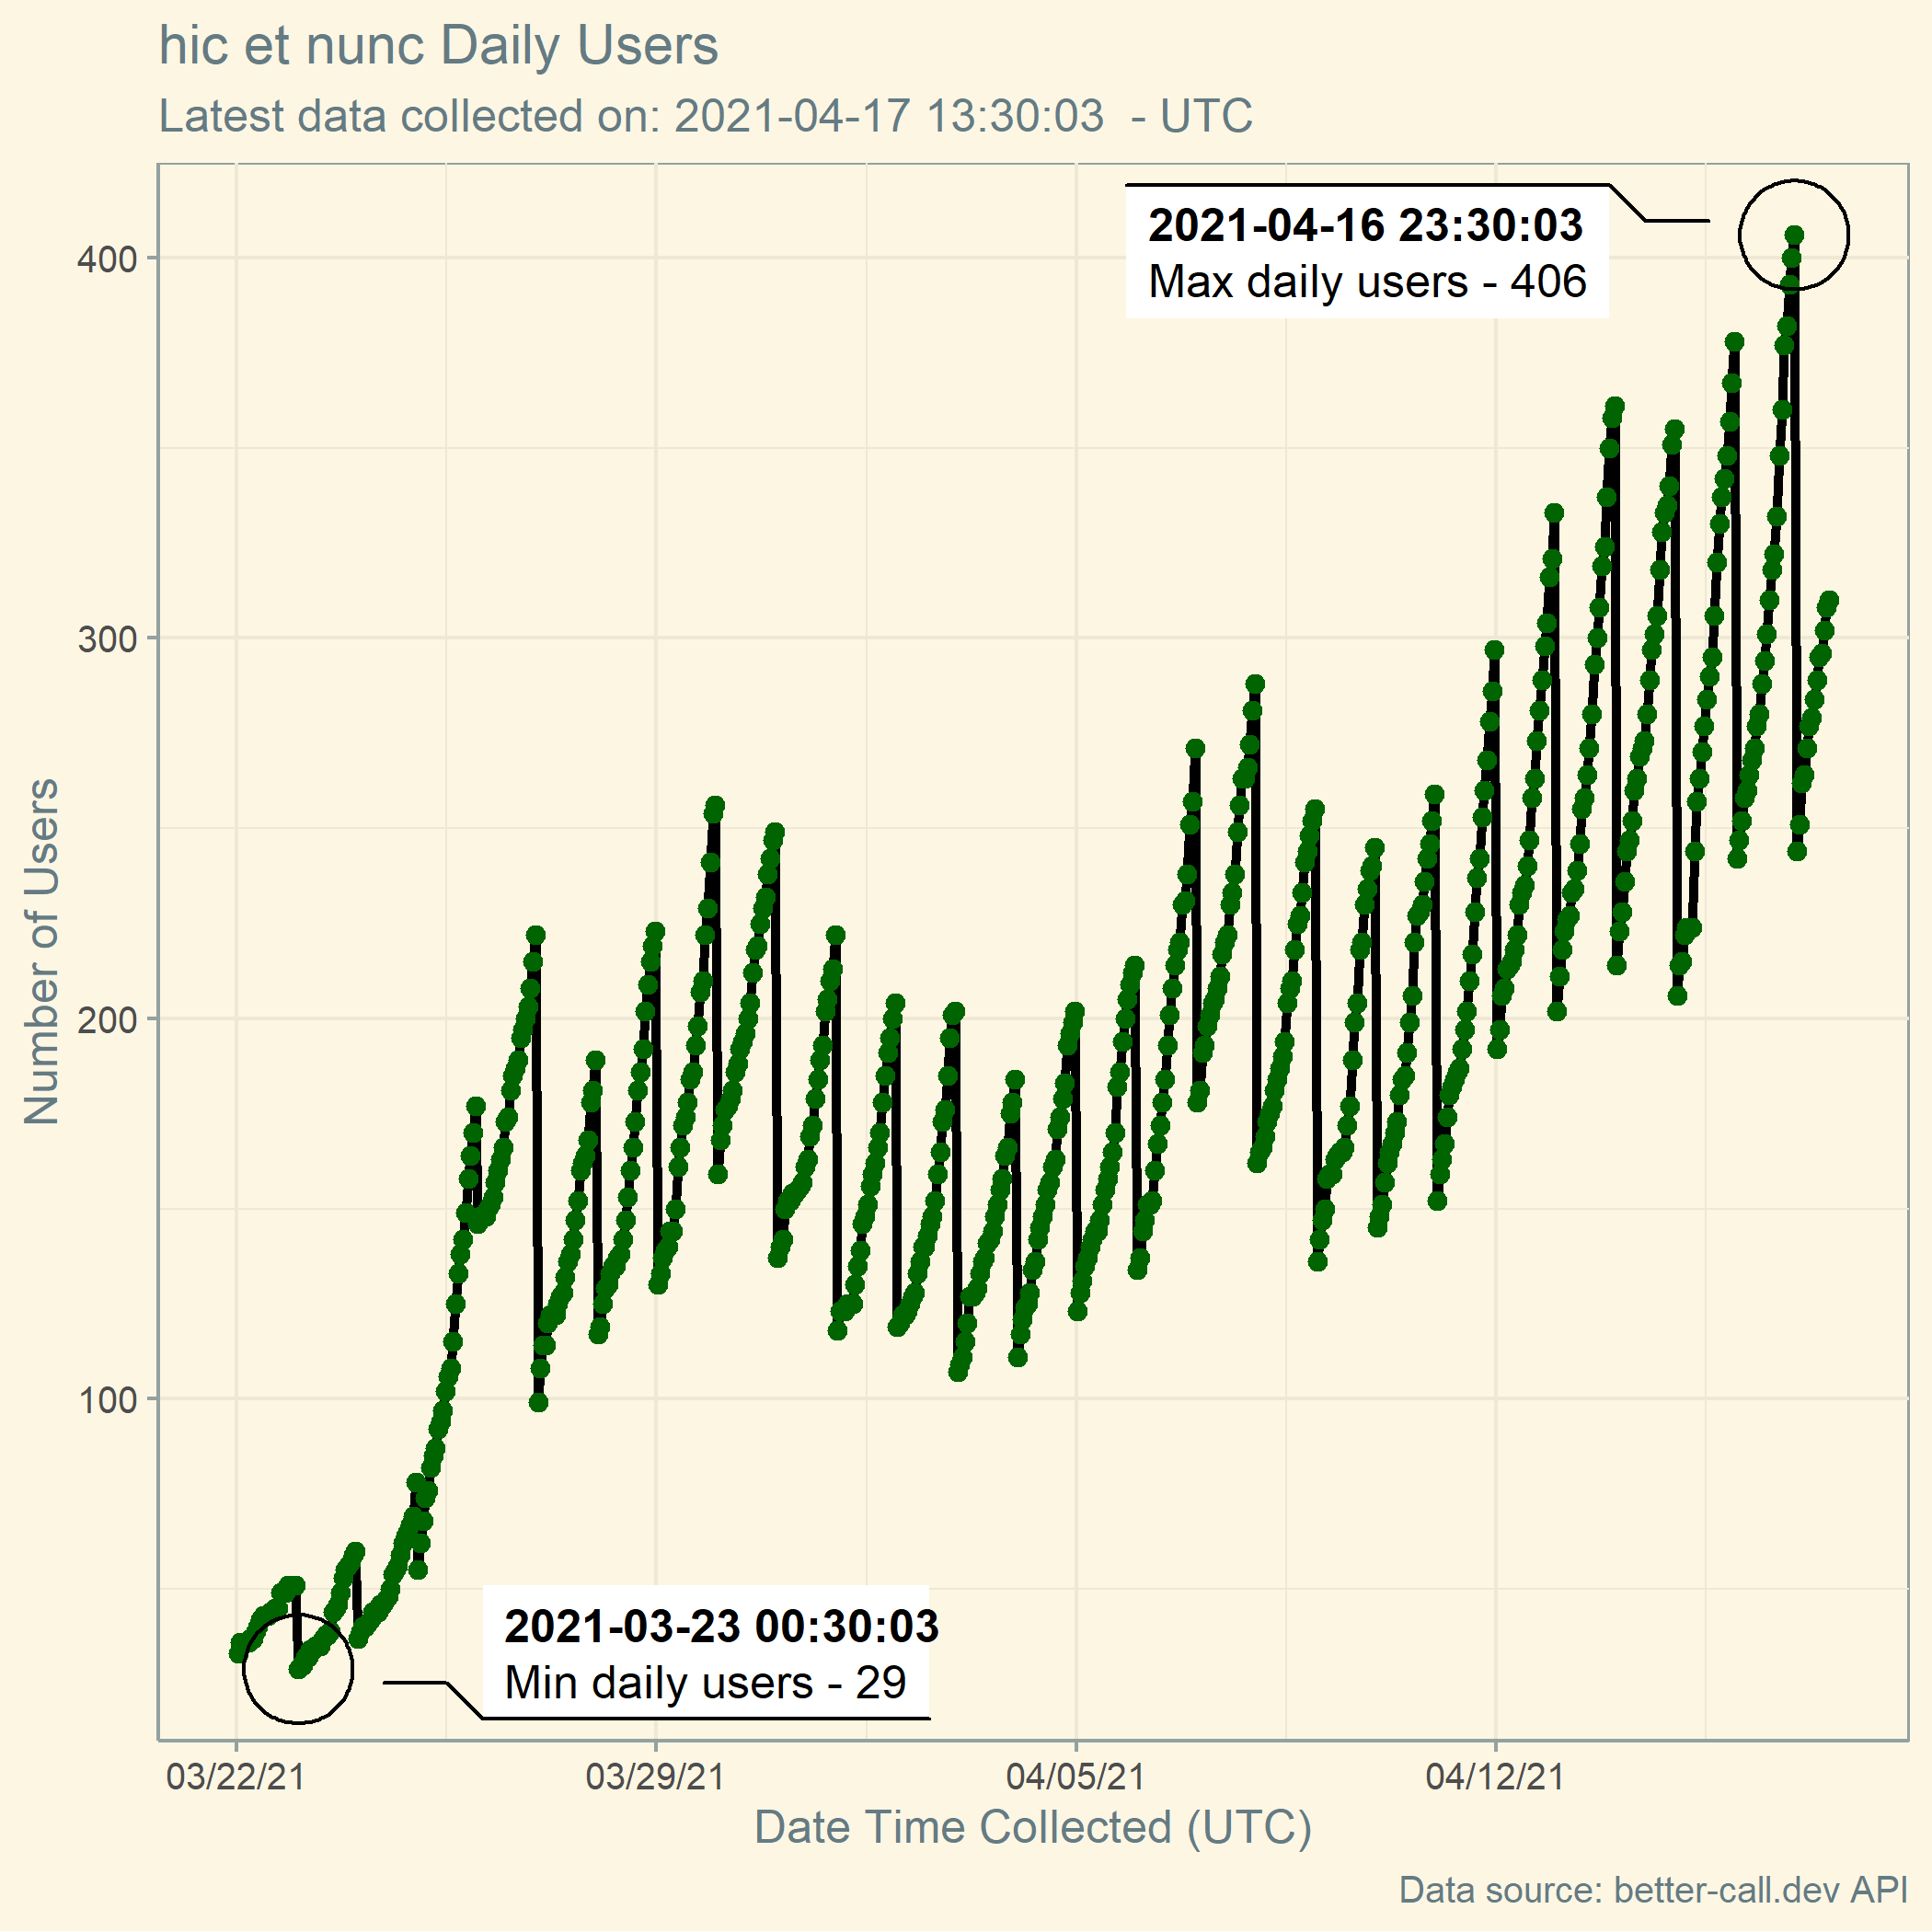 hic et nunc Daily Users
Latest data collected on: 2021-04-17 13:30:03  - UTC
2021-04-16 23:30:03
Max daily users - 406
400
300
Number of Users
200
100
2021-03-23 00:30:03
Min daily users - 29
03/22/21
03/29/21
04/05/21
04/12/21
Date Time Collected (UTC)
Data source: better-call.dev API